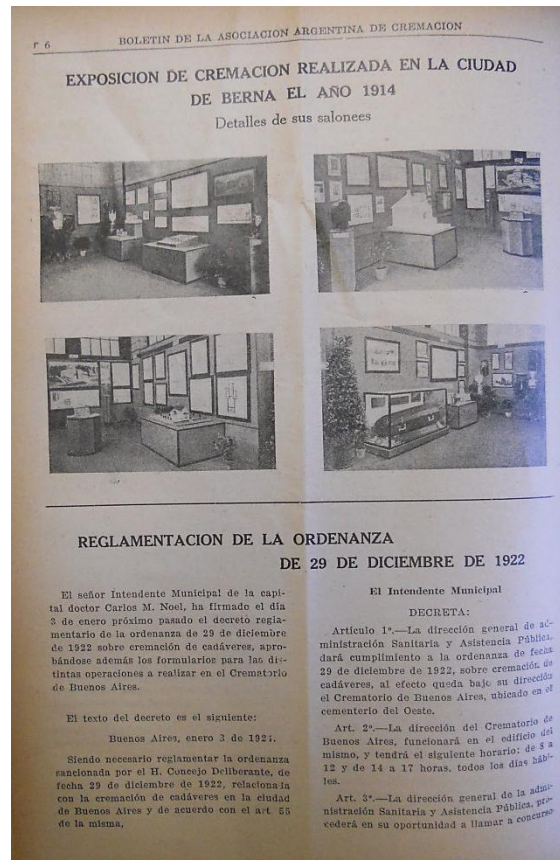 r 6
BOLETIN DE LA ASOCIACION ARGENTINA DE CREMACION
EXPOSICION DE CREMACION REALIZADA EN LA CIUDAD
DE BERNA EL AÑO 1914
Detalles de sus salonees
REGLAMENTACION DE LA ORDENANZA
DE 29 DE DICIEMBRE DE 1922
El señor Intendente Municipal de la capi-
tal doctor Carlos M. Noel, ha firmado el día
3 de enero próximo pasado el decreto regla-
mentario de la ordenanza de 29 de diciembre
de 1922 sobre cremación de cadáveres, apro-
bándose además los formularios para las dis-
tintas operaciones a realizar en el Crematorio
de Buenos Aires.
El texto del decreto es el siguiente:
Buenos Aires, enero 3 de 1924.
Siendo necesario reglamentar la ordenanza
sancionada por el H. Concejo Deliberante, de
fecha 29 de diciembre de 1922, relacionala
con la cremación de cadáveres en la ciudad
de Buenos Aires y de acuerdo con el art. 55
de la misma,
El Intendente Municipal
DECRETA:
Artículo 1º.—La dirección general de ad-
ministración Sanitaria y Asistencia Pública,
dará cumplimiento a la ordenanza de fecha
29 de diciembre de 1922, sobre cremación de
cadáveres, al efecto queda bajo su dirección
el Crematorio de Buenos Aires, ubicado en el
cementerio del Oeste.
Art. 2º.—La dirección del Crematorio de
Buenos Aires, funcionará en el edificio del
mismo, y tendrá el siguiente horario: de 8 a
12 y de 14 a 17 horas, todos los días hábi-
les.
Art. 3º.—La dirección general de la admi-
nistración Sanitaria y Asistencia Pública, pro-
cederá en su oportunidad a llamar a concurso